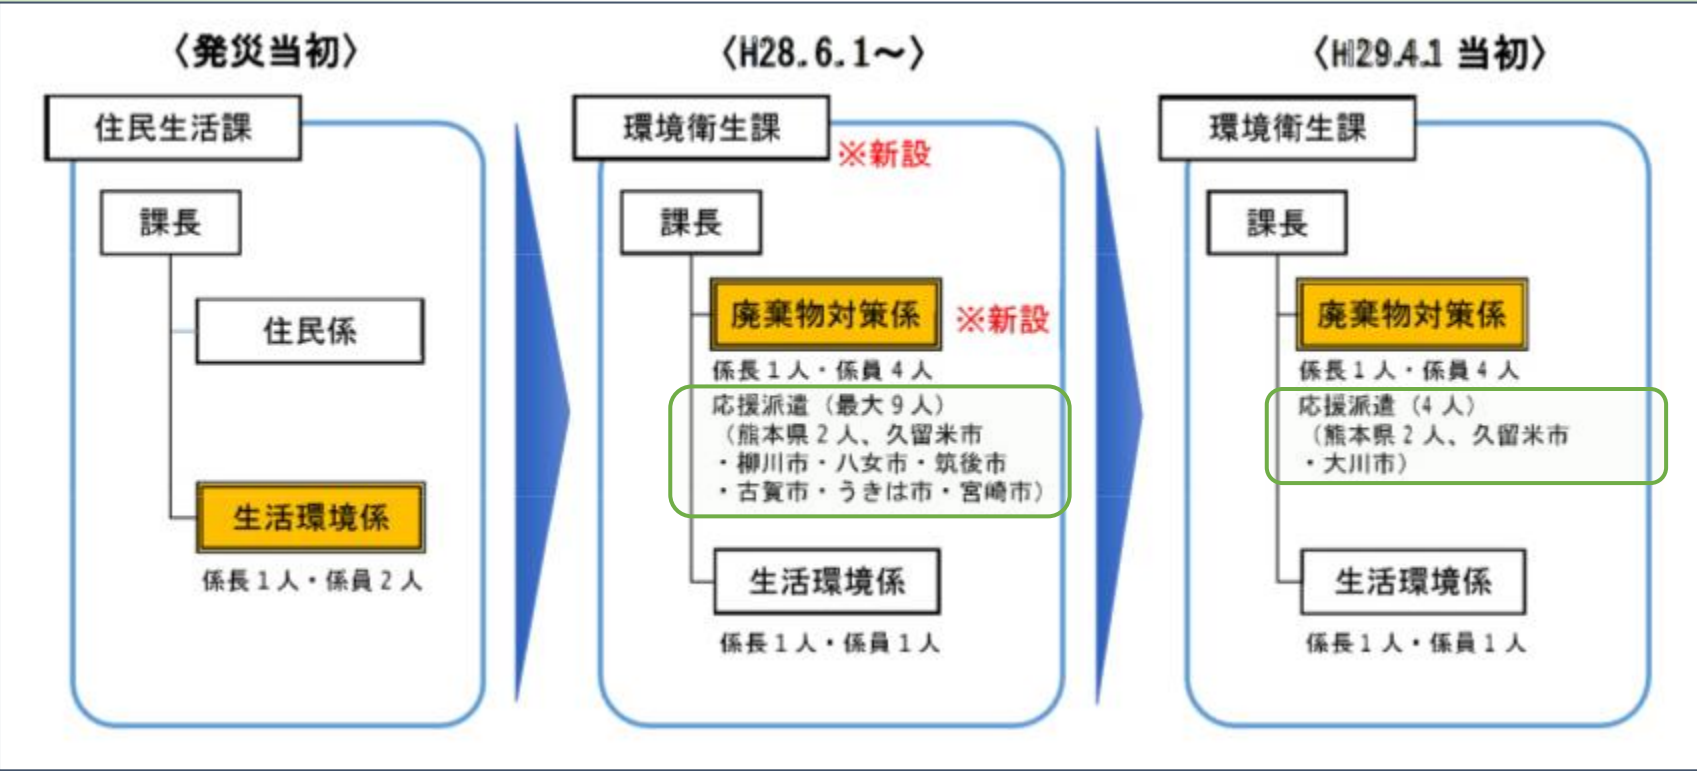 〈発災当初〉
住民生活課
課長
住民係
生活環境係
係長1人・係員2人
〈H28.6.1～〉
環境衛生課
※新設
課長
廃棄物対策係
※新設
係長1人・係員4人
応援派遣（最大9人）
（熊本県2人、久留米市
・柳川市・八女市・筑後市
・古賀市・うきは市・宮崎市）
生活環境係
係長1人・係員1人
〈H29.4.1 当初〉
環境衛生課
課長
廃棄物対策係
係長1人・係員4人
応援派遣（4人）
（熊本県2人、久留米市
・大川市）
生活環境係
係長1人・係員1人